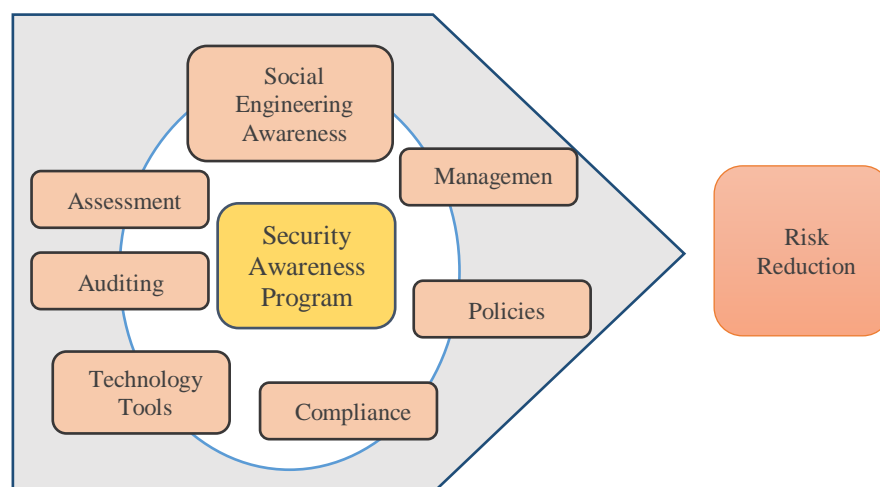 Social
Engineering
Awareness
Managemen
Assessment
Security
Awareness
Program
Risk
Reduction
Auditing
Policies
Technology
Tools
Compliance